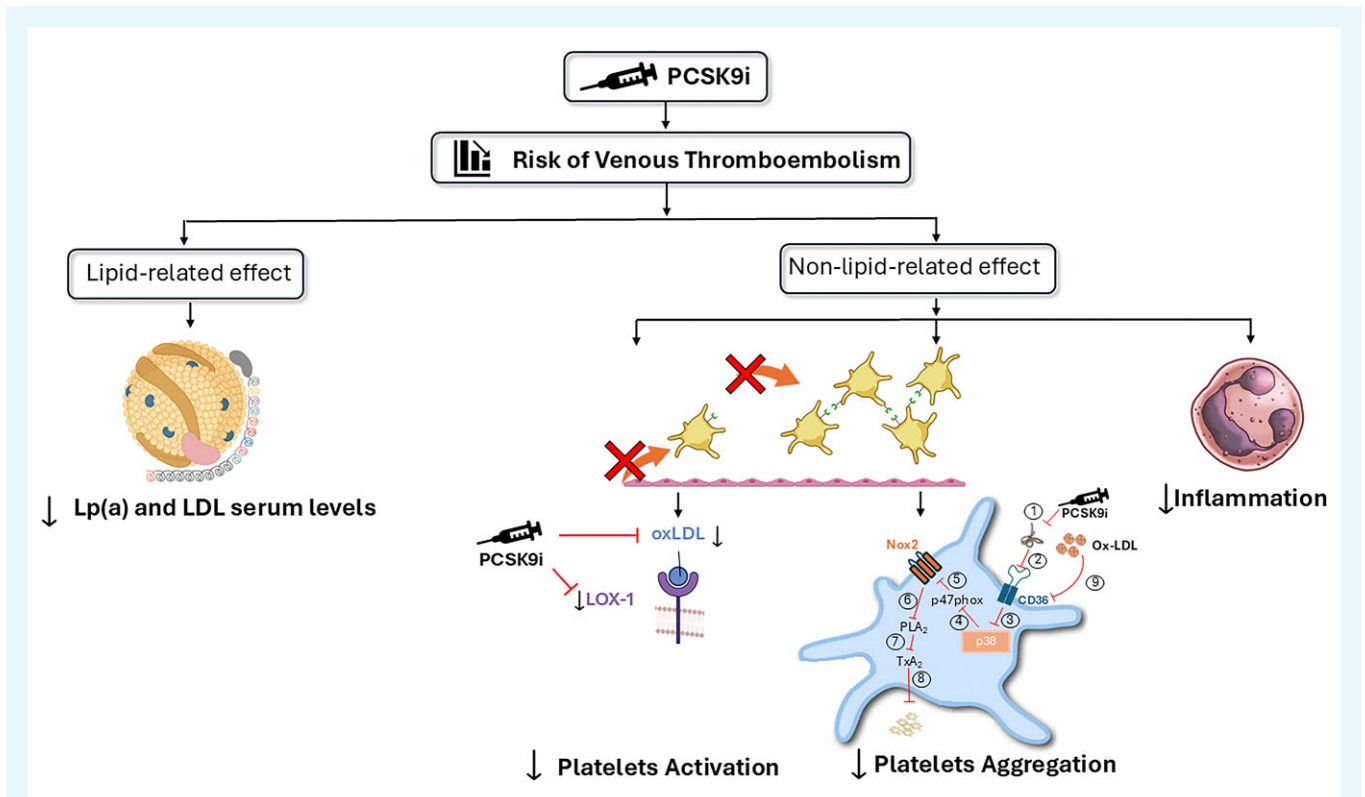 PCSK9i
Risk of Venous Thromboembolism
Lipid-related effect
Non-lipid-related effect
↓ Lp(a) and LDL serum levels
↓Inflammation
PCSK9i
oxLDL ↓
↓LOX-1
Nox2
1
PCSK9i
Ox-LDL
2
9
CD36
5
6
p47phox
3
4
PLA₂
p38
7
TxA₂
8
↓ Platelets Activation
↓ Platelets Aggregation